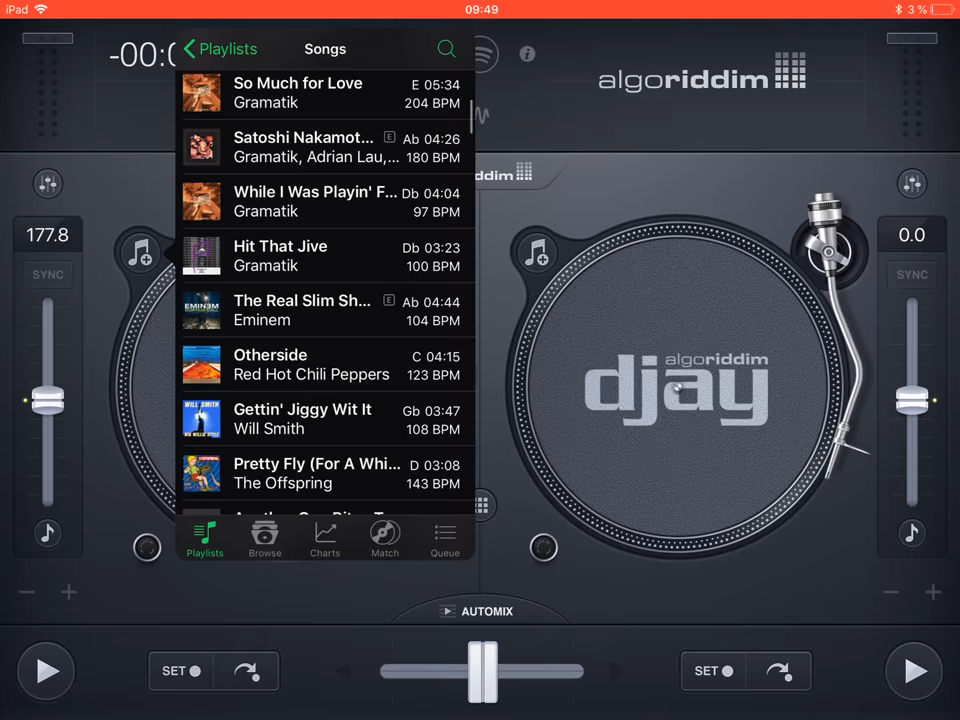 iPad
09:49
3 %
-00:0
Playlists
Songs
So Much for Love
E 05:34
Gramatik
204 BPM
Satoshi Nakamot...
E
Ab 04:26
Gramatik, Adrian Lau,...
180 BPM
While I Was Playin' F...
Db 04:04
Gramatik
97 BPM
Hit That Jive
Db 03:23
Gramatik
100 BPM
The Real Slim Sh...
E
Ab 04:44
Eminem
104 BPM
Otherside
C 04:15
Red Hot Chili Peppers
123 BPM
Gettin' Jiggy Wit It
Gb 03:47
Will Smith
108 BPM
Pretty Fly (For A Whi...
D 03:08
The Offspring
143 BPM
Playlists
Browse
Charts
Match
Queue
algoriddim
ddim
177.8
SYNC
0.0
SYNC
algoriddim
djay
AUTOMIX
SET
SET
EMINEM
WILL SMITH